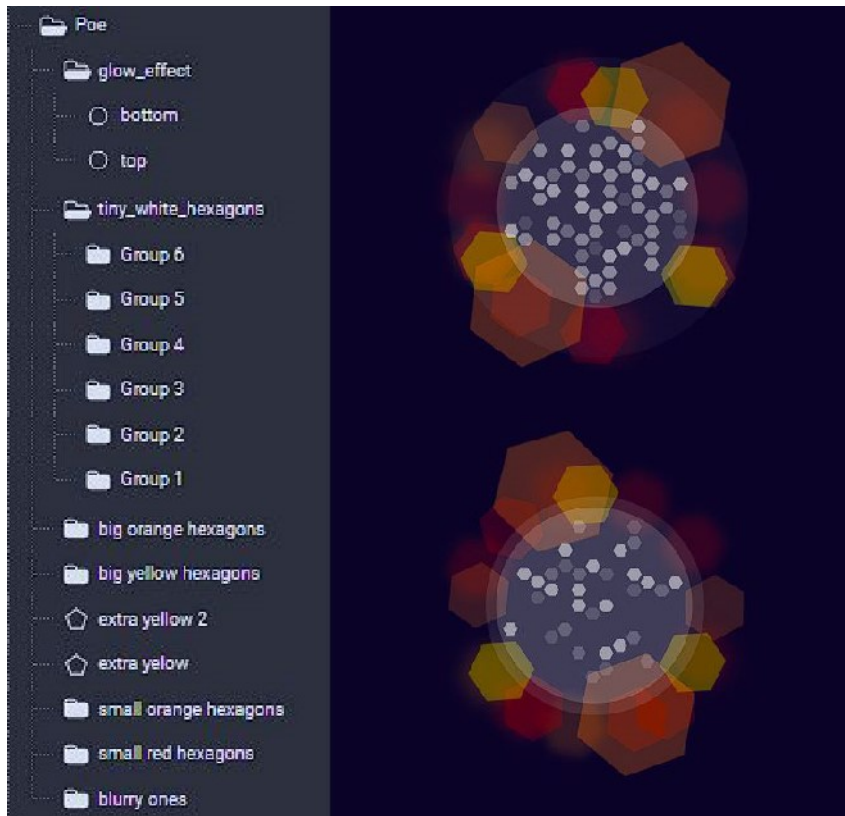 Poe
glow_effect
bottom
top
tiny_white_hexagons
Group 6
Group 5
Group 4
Group 3
Group 2
Group 1
big orange hexagons
big yellow hexagons
extra yellow 2
extra yelow
small orange hexagons
small red hexagons
blurry ones